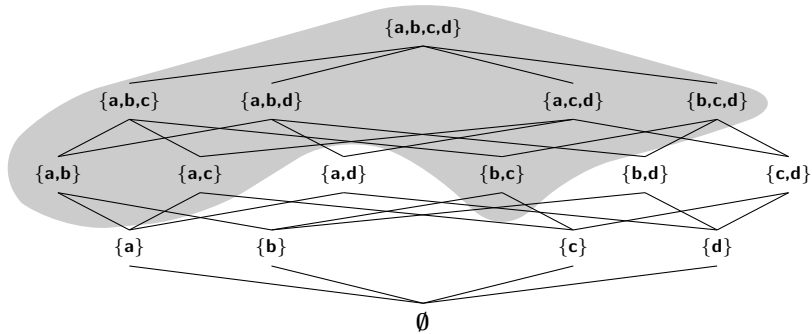 {a,b,c,d}
{a,b,c} {a,b,d} {a,c,d} {b,c,d}
{a,b} {a,c} {a,d} {b,c} {b,d} {c,d}
{a} {b} {c} {d}
∅